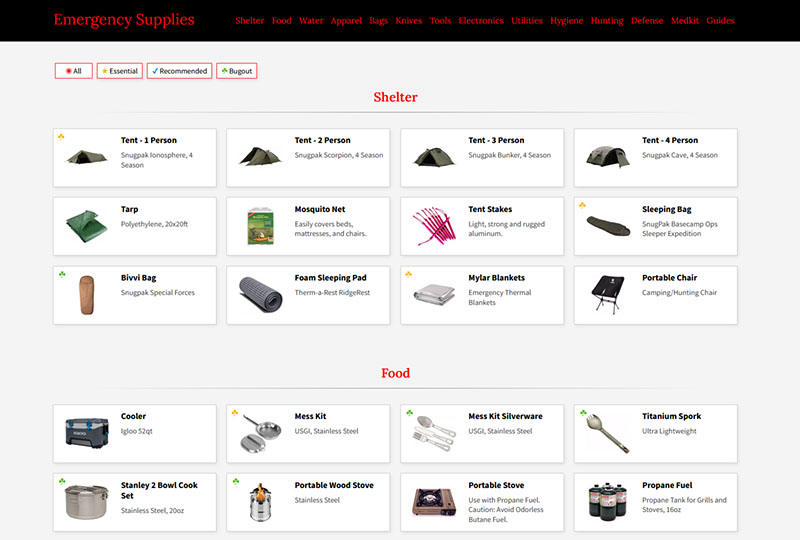 Emergency Supplies
Shelter Food Water Apparel Bags Knives Tools Electronics Utilities Hygiene Hunting Defense Medkit Guides
All Essential Recommended Bugout
Shelter
Tent - 1 Person
Snugpak Ionosphere, 4
Season
Tent - 2 Person
Snugpak Scorpion, 4 Season
Tent - 3 Person
Snugpak Bunker, 4 Season
Tent - 4 Person
Snugpak Cave, 4 Season
Tarp
Polyethylene, 20x20ft
Mosquito Net
Easily covers beds,
mattresses, and chairs.
Tent Stakes
Light, strong and rugged
aluminum.
Sleeping Bag
SnugPak Basecamp Ops
Sleeper Expedition
Bivvi Bag
Snugpak Special Forces
Foam Sleeping Pad
Therm-a-Rest RidgeRest
Mylar Blankets
Emergency Thermal
Blankets
Portable Chair
Camping/Hunting Chair
Food
Cooler
Igloo 52qt
Mess Kit
USGI, Stainless Steel
Mess Kit Silverware
USGI, Stainless Steel
Titanium Spork
Ultra Lightweight
Stanley 2 Bowl Cook
Set
Stainless Steel, 20oz
Portable Wood Stove
Stainless Steel
Portable Stove
Use with Propane Fuel.
Caution: Avoid Odorless
Butane Fuel.
Propane Fuel
Propane Tank for Grills and
Stoves, 16oz